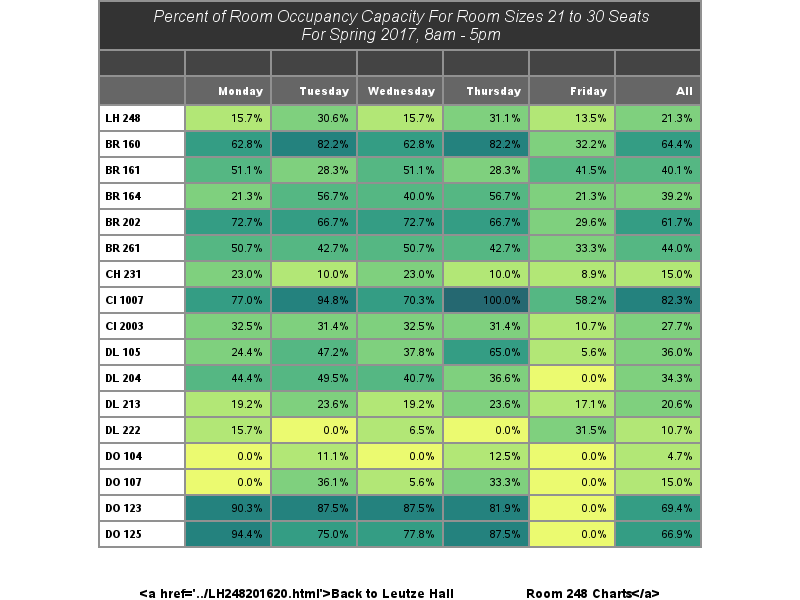 Percent of Room Occupancy Capacity For Room Sizes 21 to 30 Seats
For Spring 2017, 8am - 5pm
Monday Tuesday Wednesday Thursday Friday All
LH 248 15.7% 30.6% 15.7% 31.1% 13.5% 21.3%
BR 160 62.8% 82.2% 62.8% 82.2% 32.2% 64.4%
BR 161 51.1% 28.3% 51.1% 28.3% 41.5% 40.1%
BR 164 21.3% 56.7% 40.0% 56.7% 21.3% 39.2%
BR 202 72.7% 66.7% 72.7% 66.7% 29.6% 61.7%
BR 261 50.7% 42.7% 50.7% 42.7% 33.3% 44.0%
CH 231 23.0% 10.0% 23.0% 10.0% 8.9% 15.0%
CI 1007 77.0% 94.8% 70.3% 100.0% 58.2% 82.3%
CI 2003 32.5% 31.4% 32.5% 31.4% 10.7% 27.7%
DL 105 24.4% 47.2% 37.8% 65.0% 5.6% 36.0%
DL 204 44.4% 49.5% 40.7% 36.6% 0.0% 34.3%
DL 213 19.2% 23.6% 19.2% 23.6% 17.1% 20.6%
DL 222 15.7% 0.0% 6.5% 0.0% 31.5% 10.7%
DO 104 0.0% 11.1% 0.0% 12.5% 0.0% 4.7%
DO 107 0.0% 36.1% 5.6% 33.3% 0.0% 15.0%
DO 123 90.3% 87.5% 87.5% 81.9% 0.0% 69.4%
DO 125 94.4% 75.0% 77.8% 87.5% 0.0% 66.9%
<a href='../LH248201620.html'>Back to Leutze Hall Room 248 Charts</a>